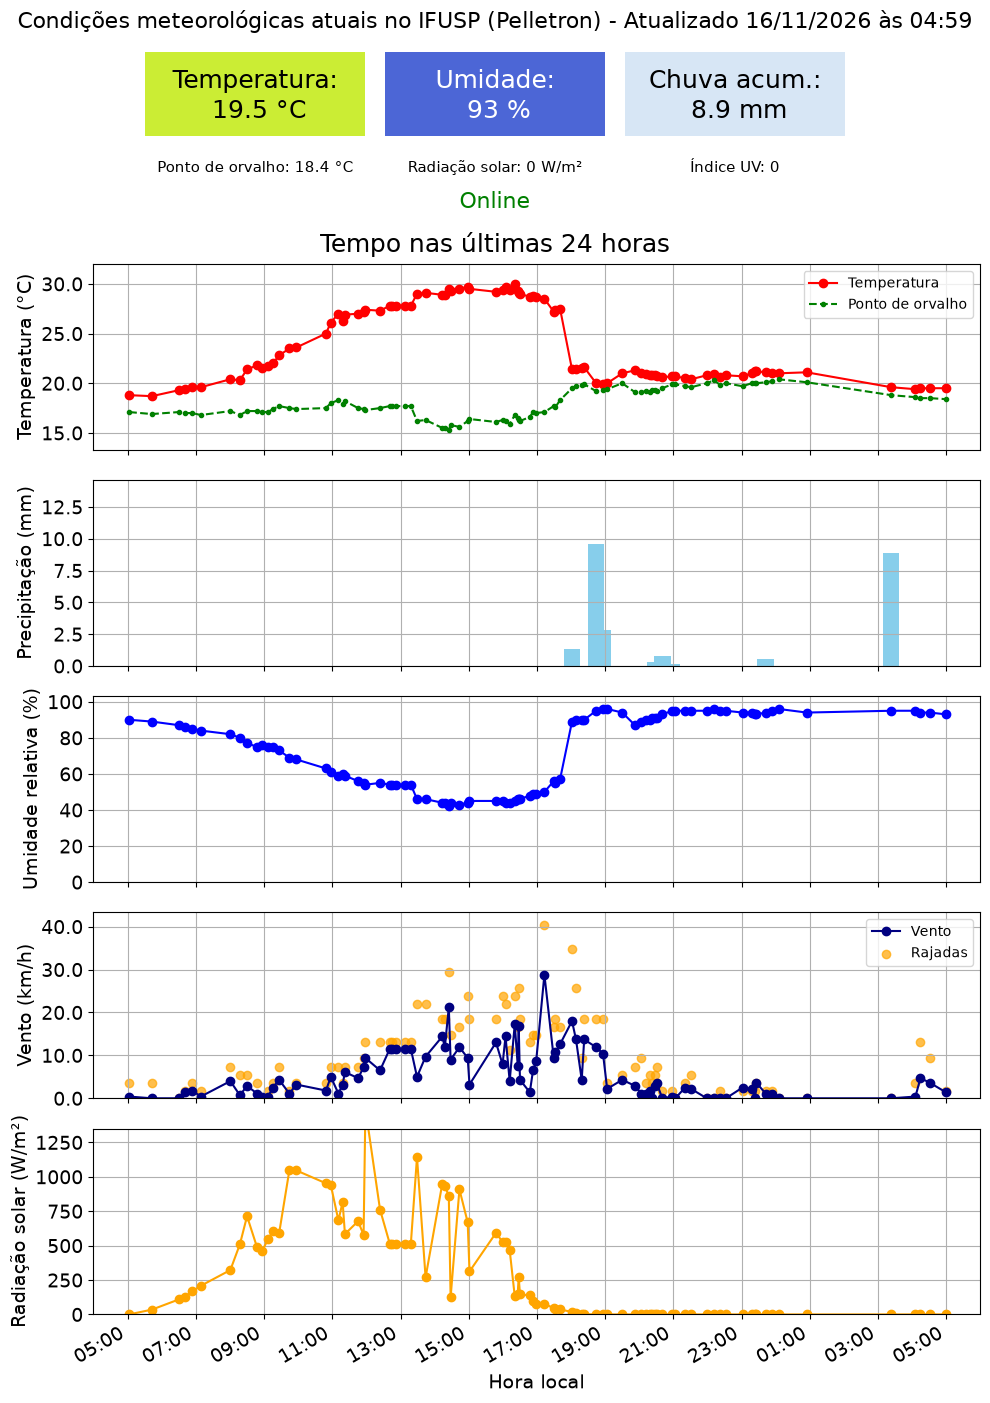 Condições meteorológicas atuais no IFUSP (Pelletron) - Atualizado 16/11/2026 às 04:59
Temperatura:
19.5 °C
Umidade:
93 %
Chuva acum.:
8.9 mm
Ponto de orvalho: 18.4 °C
Radiação solar: 0 W/m²
Índice UV: 0
Online
Tempo nas últimas 24 horas
Temperatura (°C)
30.0
25.0
20.0
15.0
Temperatura
Ponto de orvalho
Precipitação (mm)
12.5
10.0
7.5
5.0
2.5
0.0
Umidade relativa (%)
100
80
60
40
20
0
Vento (km/h)
40.0
30.0
20.0
10.0
0.0
Vento
Rajadas
Radiação solar (W/m²)
1250
1000
750
500
250
0
05:00 07:00 09:00 11:00 13:00 15:00 17:00 19:00 21:00 23:00 01:00 03:00 05:00
Hora local